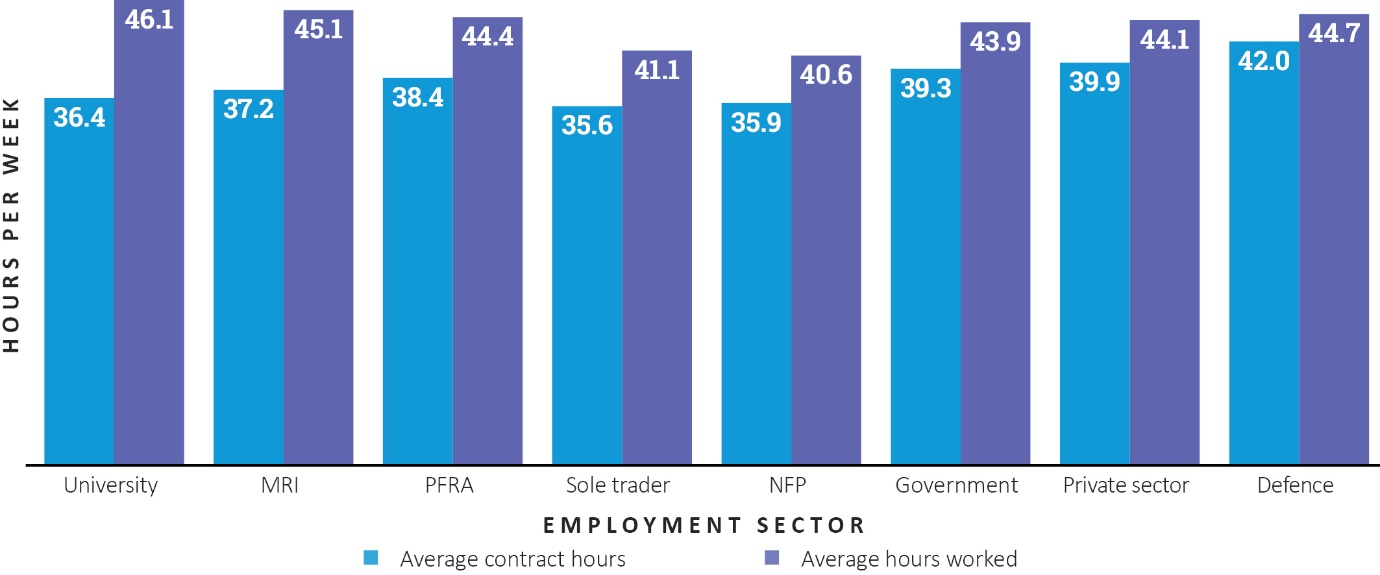 HOURS PER WEEK
36.4 46.1
37.2 45.1
38.4 44.4
35.6 41.1
35.9 40.6
39.3 43.9
39.9 44.1
42.0 44.7
University MRI PFRA Sole trader NFP Government Private sector Defence
EMPLOYMENT SECTOR
Average contract hours Average hours worked